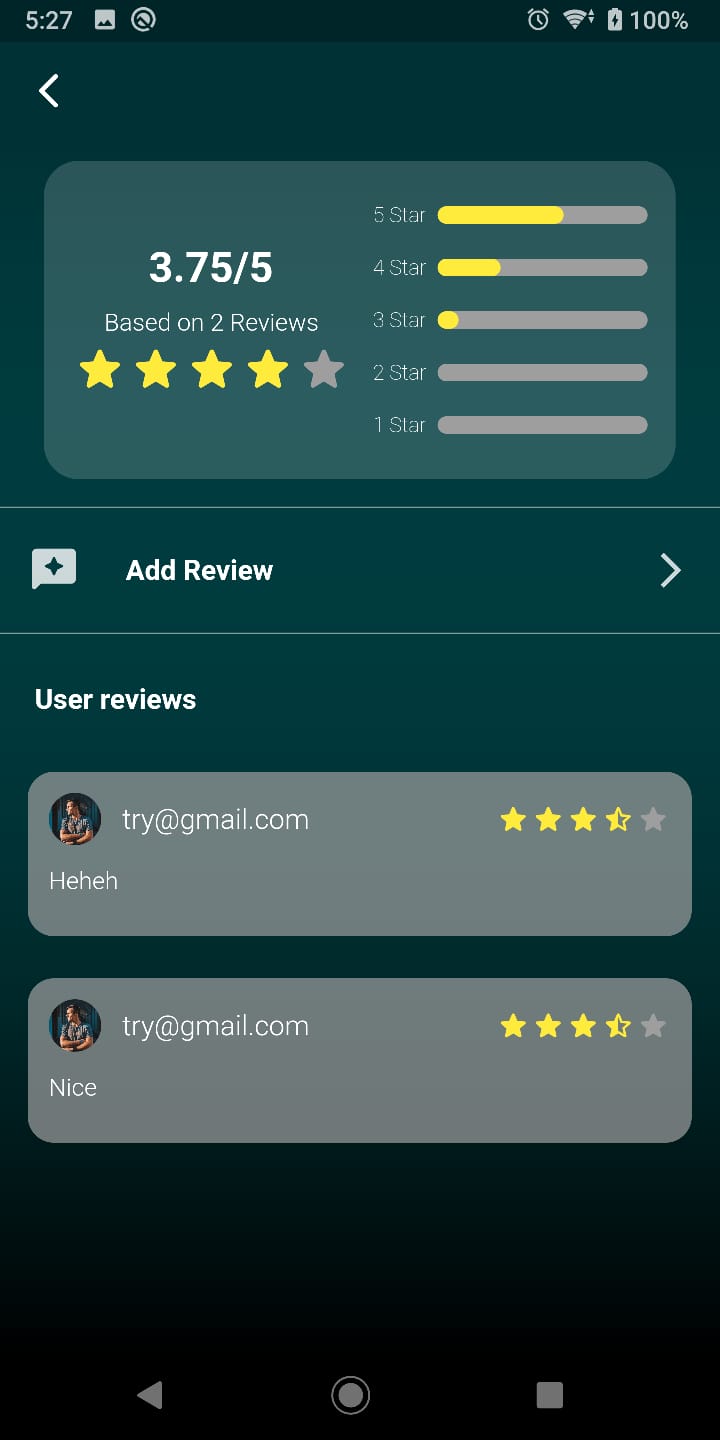 5:27 100%
3.75/5
Based on 2 Reviews
5 Star
4 Star
3 Star
2 Star
1 Star
Add Review
User reviews
try@gmail.com
Heheh
try@gmail.com
Nice